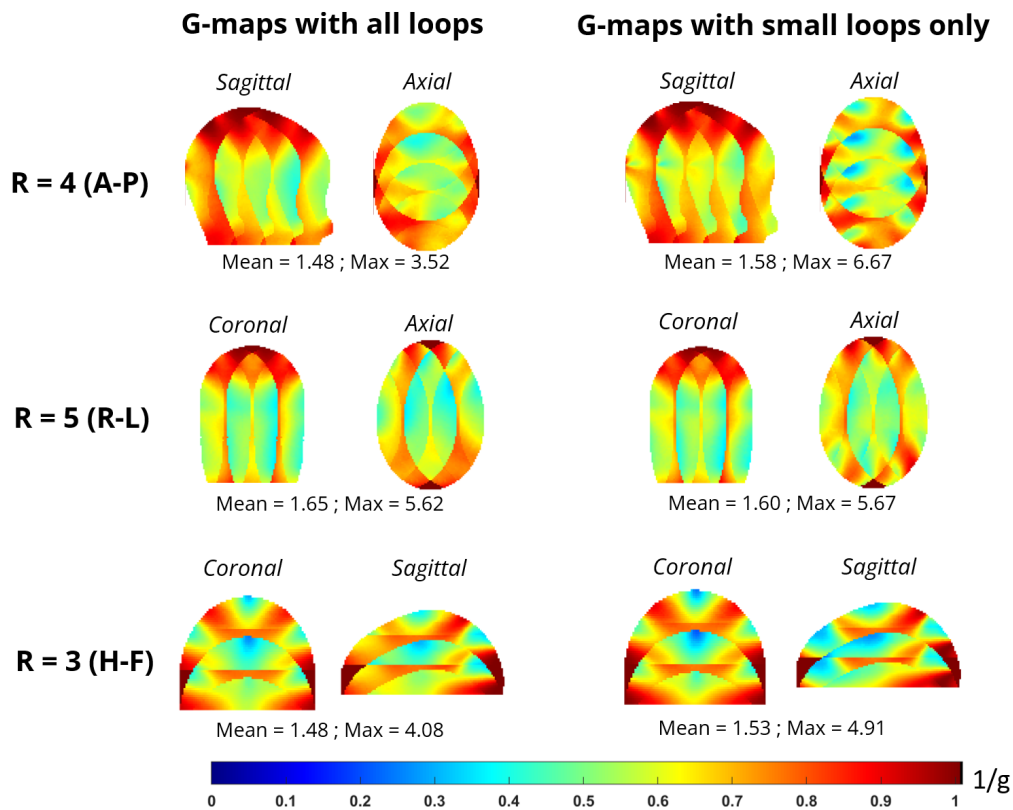 G-maps with all loops
G-maps with small loops only
Sagittal
Axial
Sagittal
Axial
R = 4 (A-P)
Mean = 1.48 ; Max = 3.52
Mean = 1.58 ; Max = 6.67
Coronal
Axial
Coronal
Axial
R = 5 (R-L)
Mean = 1.65 ; Max = 5.62
Mean = 1.60 ; Max = 5.67
Coronal
Sagittal
Coronal
Sagittal
R = 3 (H-F)
Mean = 1.48 ; Max = 4.08
Mean = 1.53 ; Max = 4.91
0 0.1 0.2 0.3 0.4 0.5 0.6 0.7 0.8 0.9 1
1/g